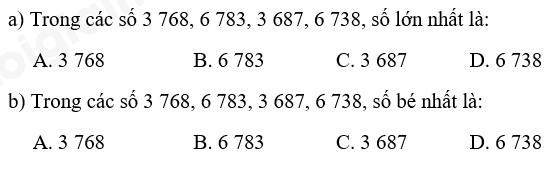 a) Trong các số 3 768, 6 783, 3 687, 6 738, số lớn nhất là:
A. 3 768 B. 6 783 C. 3 687 D. 6 738
b) Trong các số 3 768, 6 783, 3 687, 6 738, số bé nhất là:
A. 3 768 B. 6 783 C. 3 687 D. 6 738